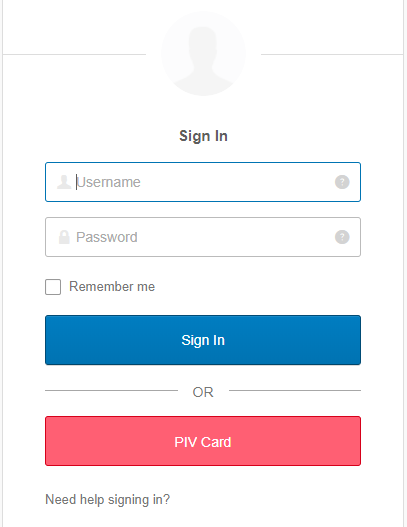 Sign In
Username
?
Password
?
Remember me
Sign In
OR
PIV Card
Need help signing in?